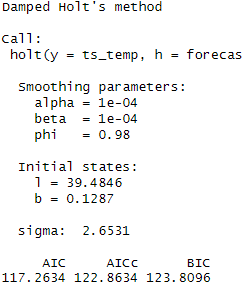 Damped Holt's method
Call:
holt(y = ts_temp, h = forecas
Smoothing parameters:
alpha = 1e-04
beta  = 1e-04
phi   = 0.98
Initial states:
l = 39.4846
b = 0.1287
sigma:  2.6531
AIC     AICc      BIC
117.2634 122.8634 123.8096